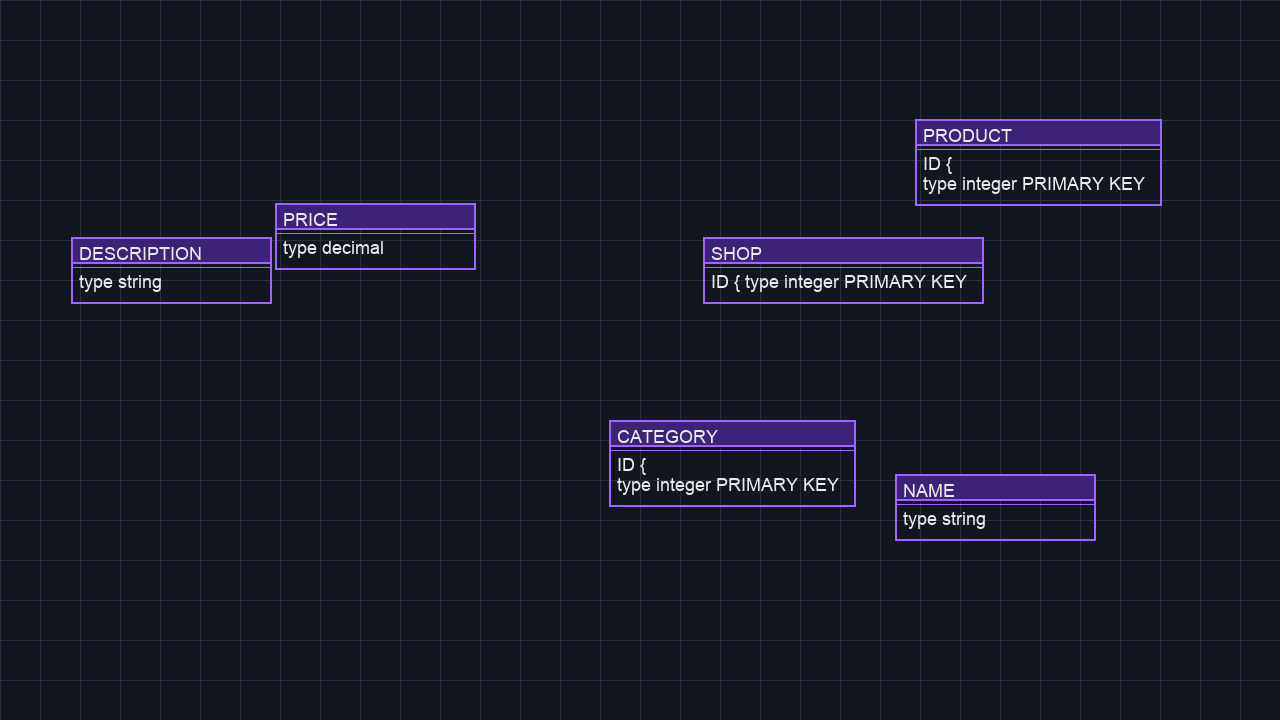 PRODUCT
ID {
type integer PRIMARY KEY
PRICE
type decimal
DESCRIPTION
type string
SHOP
ID { type integer PRIMARY KEY
CATEGORY
ID {
type integer PRIMARY KEY
NAME
type string